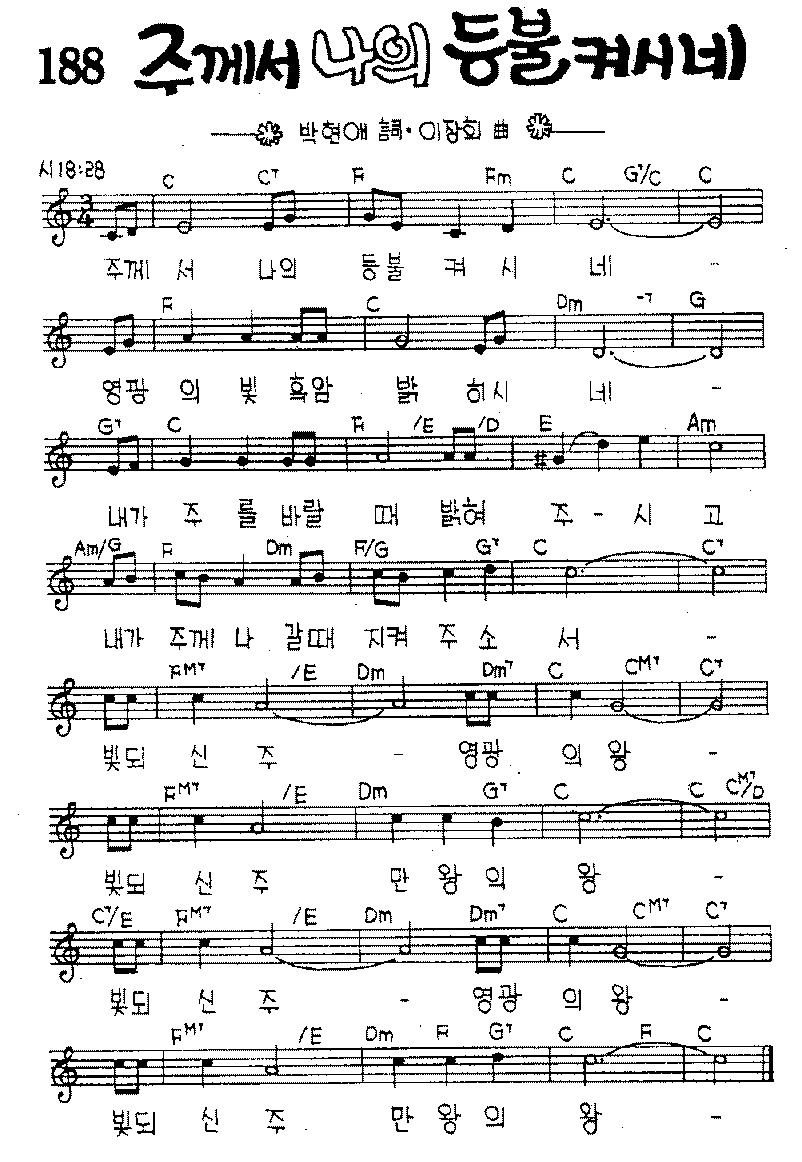 188 주께서 나의 등불 켜시네
박현애 詞·이장희 曲
시18:28
C C7 F Fm C G7/C C
주께 서 나의 등불 켜 시 네 -
F C Dm -7 G
영광 의 빛 흑암 밝 히시 네 -
G7 C F /E /D E Am
내가 주 를 바랄 때 밝혀 주 - 시 고
Am/G F Dm F/G G7 C C7
내가 주께 나 갈때 지켜 주 소 서 -
FM7 /E Dm Dm7 C CM7 C7
빛되 신 주 - 영광 의 왕 -
FM7 /E Dm G7 C C CM7/D
빛되 신 주 만 왕 의 왕 -
C7/E FM7 /E Dm Dm7 C CM7 C7
빛되 신 주 - 영광 의 왕 -
FM7 /E Dm F G7 C F C
빛되 신 주 만 왕 의 왕 -